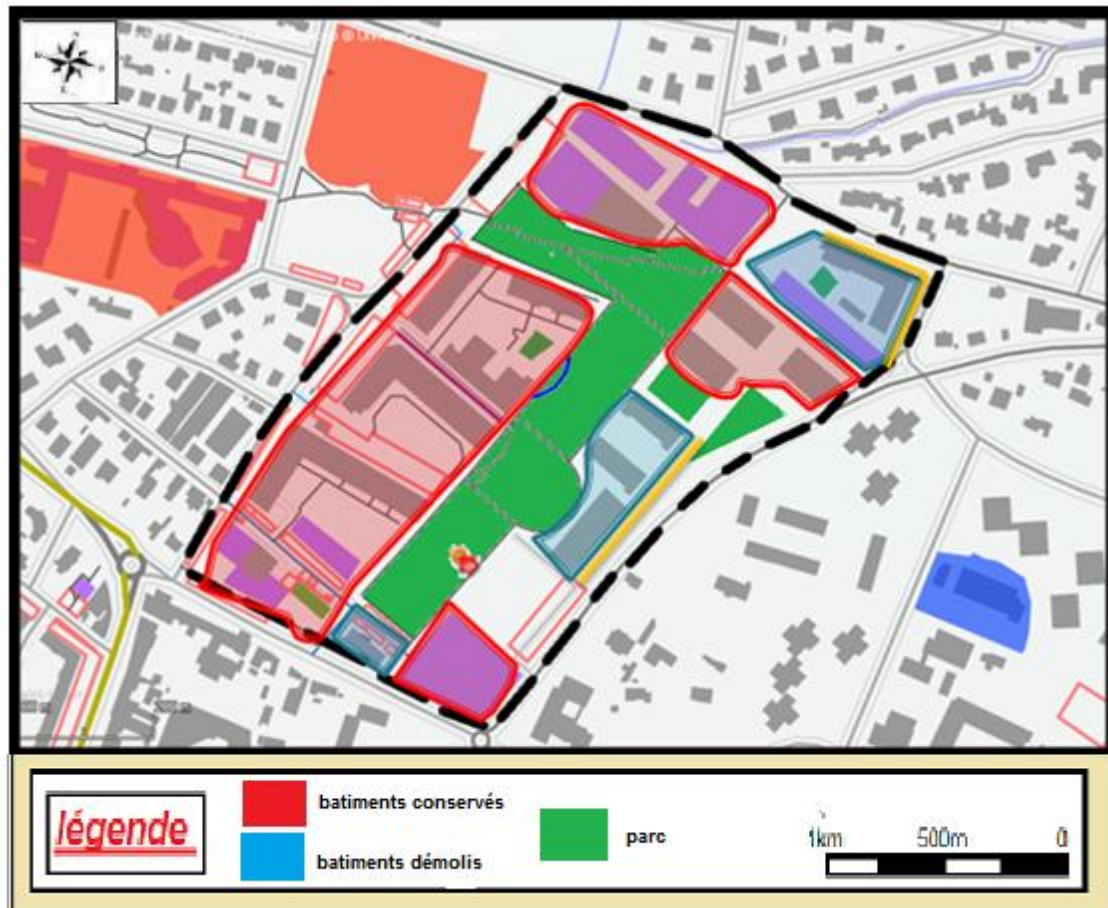 légende
batiments conservés
batiments démolis
parc
1km 500m 0